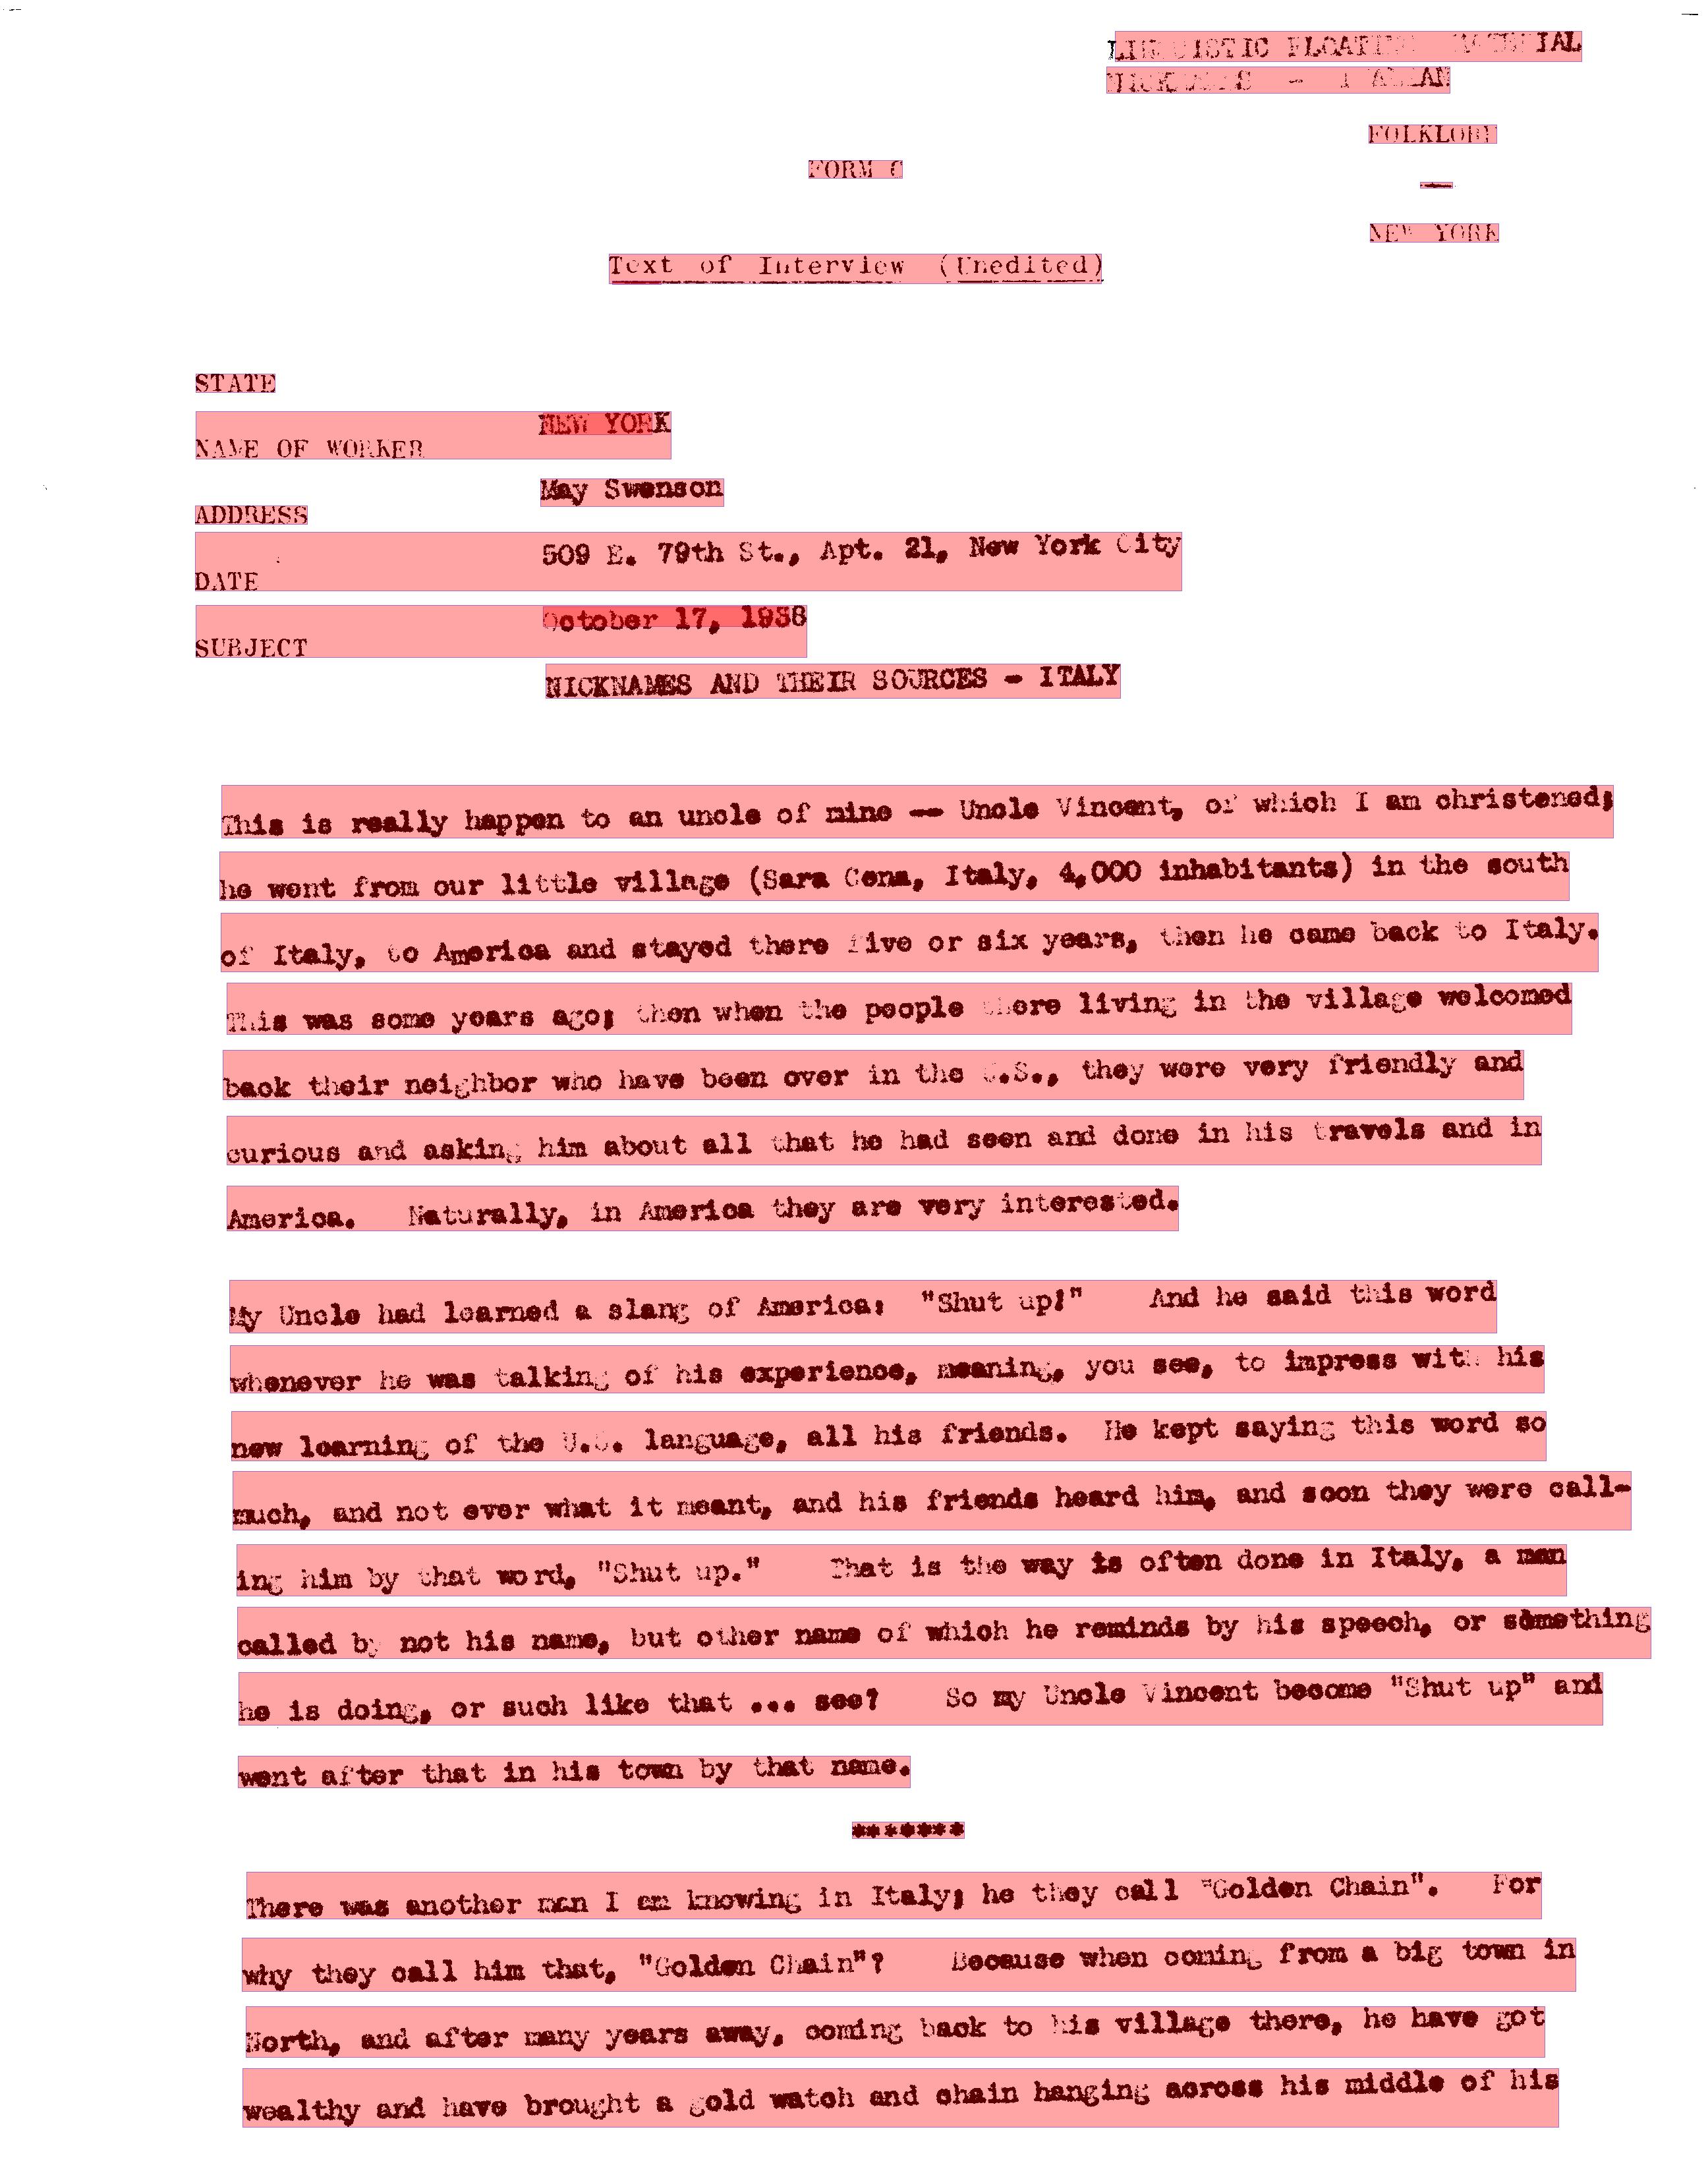 LINGUISTIC FLOATING MATERIAL
NICKNAMES - ITALIAN
FOLKLORE
FORM C
NEW YORK
Text of Interview (Unedited)
STATE
NEW YORK
NAME OF WORKER
May Swenson
ADDRESS
509 E. 79th St., Apt. 21, New York City
DATE
October 17, 1938
SUBJECT
NICKNAMES AND THEIR SOURCES - ITALY
This is really happen to an uncle of mine -- Uncle Vincent, of which I am christened;
he went from our little village (Sara Cena, Italy, 4,000 inhabitants) in the south
of Italy, to America and stayed there five or six years, then he came back to Italy.
This was some years ago; then when the people there living in the village welcomed
back their neighbor who have been over in the U.S., they were very friendly and
curious and asking him about all that he had seen and done in his travels and in
America. Naturally, in America they are very interested.
My Uncle had learned a slang of America: "Shut up!" And he said this word
whenever he was talking of his experience, meaning, you see, to impress with his
new learning of the U.S. language, all his friends. He kept saying this word so
much, and not ever what it meant, and his friends heard him, and soon they were call-
ing him by that word, "Shut up." That is the way is often done in Italy, a man
called by not his name, but other name of which he reminds by his speech, or something
he is doing, or such like that ... see? So my Uncle Vincent become "Shut up" and
went after that in his town by that name.
*******
There was another man I am knowing in Italy; he they call "Golden Chain". For
why they call him that, "Golden Chain"? Because when coming from a big town in
North, and after many years away, coming back to his village there, he have got
wealthy and have brought a gold watch and chain hanging across his middle of his